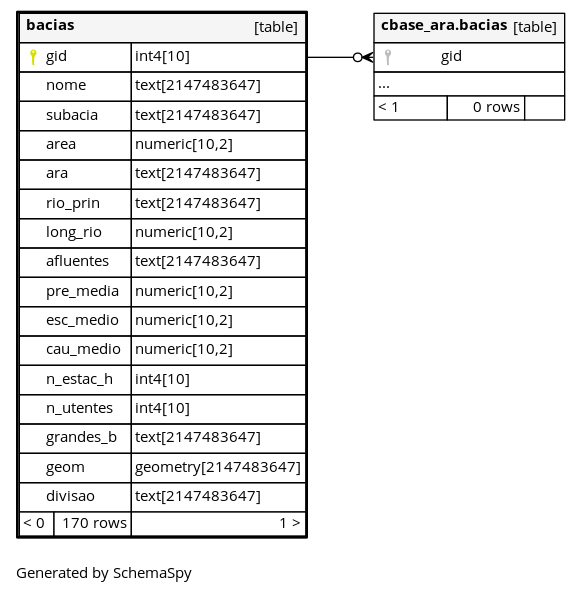 bacias [table]
gid int4[10]
nome text[2147483647]
subacia text[2147483647]
area numeric[10,2]
ara text[2147483647]
rio_prin text[2147483647]
long_rio numeric[10,2]
afluentes text[2147483647]
pre_media numeric[10,2]
esc_medio numeric[10,2]
cau_medio numeric[10,2]
n_estac_h int4[10]
n_utentes int4[10]
grandes_b text[2147483647]
geom geometry[2147483647]
divisao text[2147483647]
< 0 170 rows 1 >
cbase_ara.bacias [table]
gid
...
< 1 0 rows
Generated by SchemaSpy